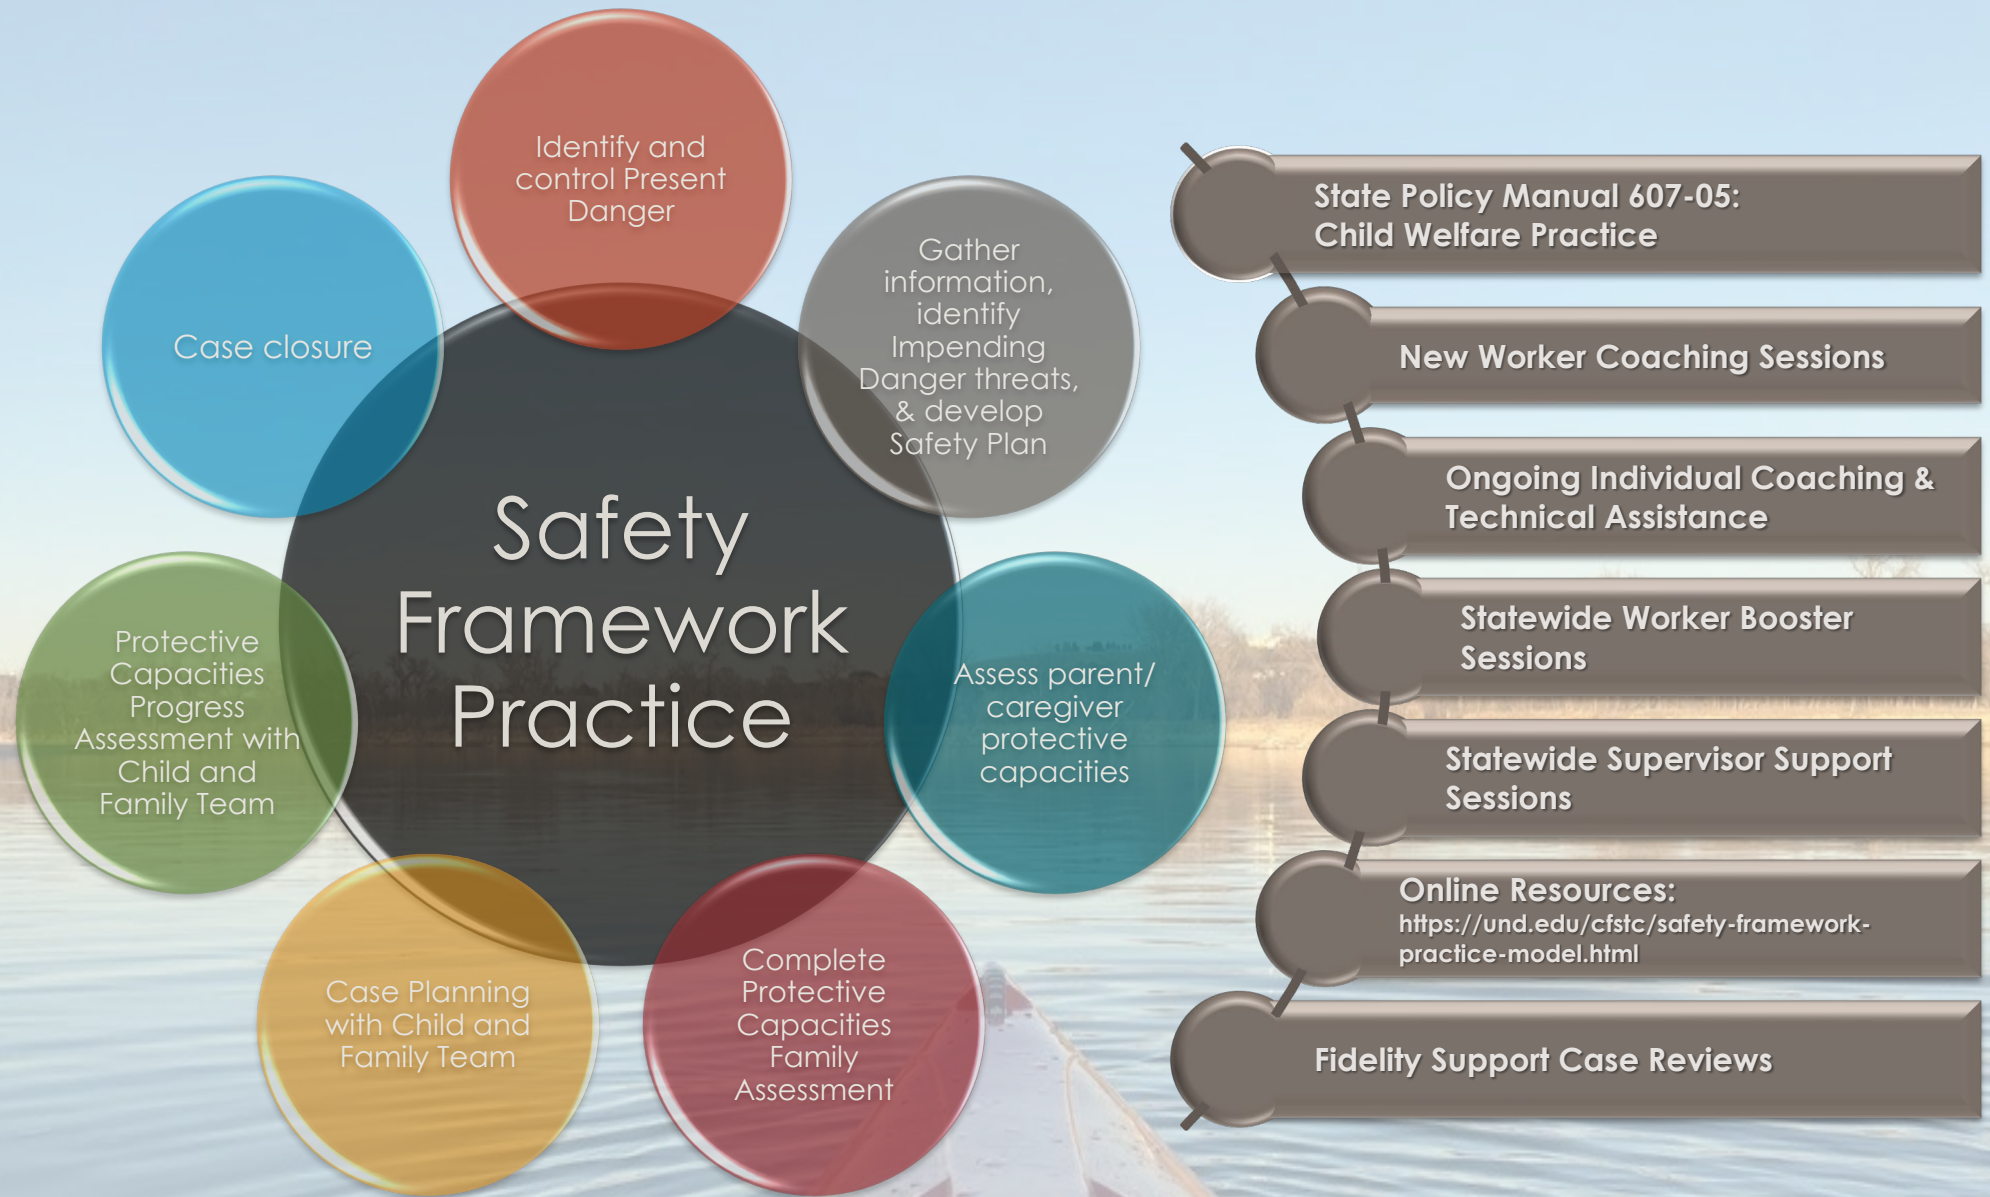 Safety
Framework
Practice
Identify and
control Present
Danger
Gather
information,
identify
Impending
Danger threats,
& develop
Safety Plan
Assess parent/
caregiver
protective
capacities
Complete
Protective
Capacities
Family
Assessment
Case Planning
with Child and
Family Team
Protective
Capacities
Progress
Assessment with
Child and
Family Team
Case closure
State Policy Manual 607-05:
Child Welfare Practice
New Worker Coaching Sessions
Ongoing Individual Coaching &
Technical Assistance
Statewide Worker Booster
Sessions
Statewide Supervisor Support
Sessions
Online Resources:
https://und.edu/cfstc/safety-framework-
practice-model.html
Fidelity Support Case Reviews